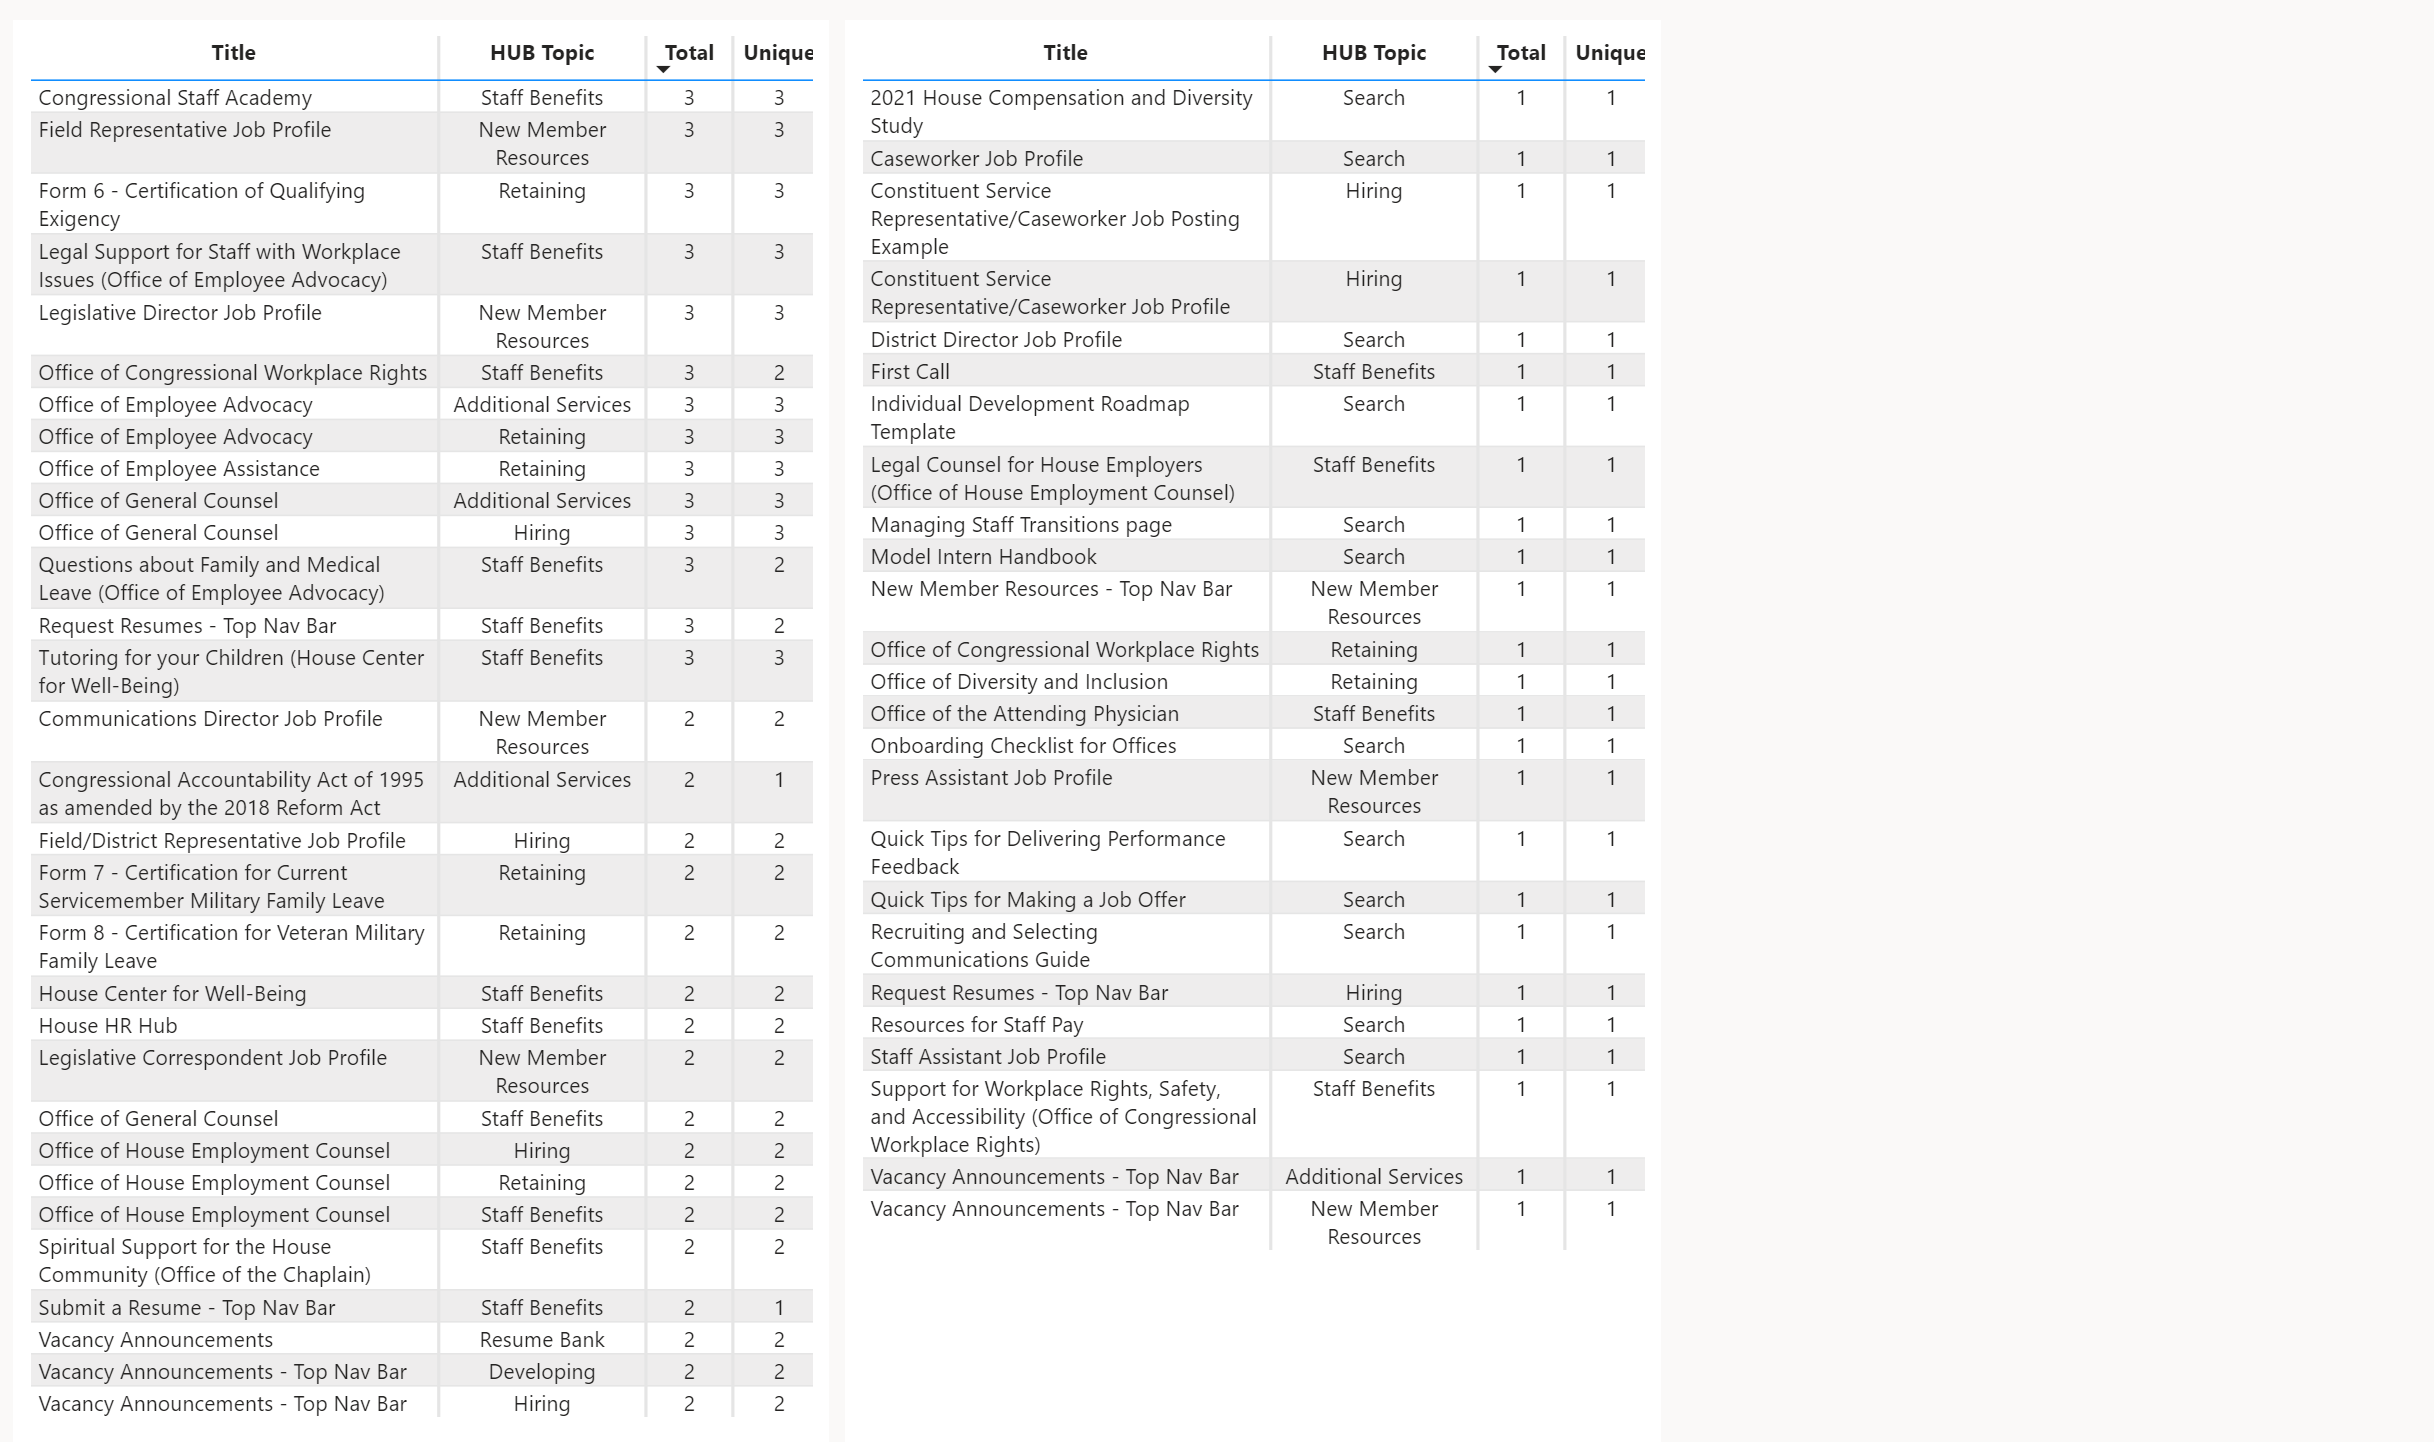 Title HUB Topic Total Unique
Congressional Staff Academy Staff Benefits 3 3
Field Representative Job Profile New Member 3 3
Resources
Form 6 - Certification of Qualifying Retaining 3 3
Exigency
Legal Support for Staff with Workplace Staff Benefits 3 3
Issues (Office of Employee Advocacy)
Legislative Director Job Profile New Member 3 3
Resources
Office of Congressional Workplace Rights Staff Benefits 3 2
Office of Employee Advocacy Additional Services 3 3
Office of Employee Advocacy Retaining 3 3
Office of Employee Assistance Retaining 3 3
Office of General Counsel Additional Services 3 3
Office of General Counsel Hiring 3 3
Questions about Family and Medical Staff Benefits 3 2
Leave (Office of Employee Advocacy)
Request Resumes - Top Nav Bar Staff Benefits 3 2
Tutoring for your Children (House Center Staff Benefits 3 3
for Well-Being)
Communications Director Job Profile New Member 2 2
Resources
Congressional Accountability Act of 1995 Additional Services 2 1
as amended by the 2018 Reform Act
Field/District Representative Job Profile Hiring 2 2
Form 7 - Certification for Current Retaining 2 2
Servicemember Military Family Leave
Form 8 - Certification for Veteran Military Retaining 2 2
Family Leave
House Center for Well-Being Staff Benefits 2 2
House HR Hub Staff Benefits 2 2
Legislative Correspondent Job Profile New Member 2 2
Resources
Office of General Counsel Staff Benefits 2 2
Office of House Employment Counsel Hiring 2 2
Office of House Employment Counsel Retaining 2 2
Office of House Employment Counsel Staff Benefits 2 2
Spiritual Support for the House Staff Benefits 2 2
Community (Office of the Chaplain)
Submit a Resume - Top Nav Bar Staff Benefits 2 1
Vacancy Announcements Resume Bank 2 2
Vacancy Announcements - Top Nav Bar Developing 2 2
Vacancy Announcements - Top Nav Bar Hiring 2 2
Title HUB Topic Total Unique
2021 House Compensation and Diversity Search 1 1
Study
Caseworker Job Profile Search 1 1
Constituent Service Hiring 1 1
Representative/Caseworker Job Posting
Example
Constituent Service Hiring 1 1
Representative/Caseworker Job Profile
District Director Job Profile Search 1 1
First Call Staff Benefits 1 1
Individual Development Roadmap Search 1 1
Template
Legal Counsel for House Employers Staff Benefits 1 1
(Office of House Employment Counsel)
Managing Staff Transitions page Search 1 1
Model Intern Handbook Search 1 1
New Member Resources - Top Nav Bar New Member 1 1
Resources
Office of Congressional Workplace Rights Retaining 1 1
Office of Diversity and Inclusion Retaining 1 1
Office of the Attending Physician Staff Benefits 1 1
Onboarding Checklist for Offices Search 1 1
Press Assistant Job Profile New Member 1 1
Resources
Quick Tips for Delivering Performance Search 1 1
Feedback
Quick Tips for Making a Job Offer Search 1 1
Recruiting and Selecting Search 1 1
Communications Guide
Request Resumes - Top Nav Bar Hiring 1 1
Resources for Staff Pay Search 1 1
Staff Assistant Job Profile Search 1 1
Support for Workplace Rights, Safety, Staff Benefits 1 1
and Accessibility (Office of Congressional
Workplace Rights)
Vacancy Announcements - Top Nav Bar Additional Services 1 1
Vacancy Announcements - Top Nav Bar New Member 1 1
Resources